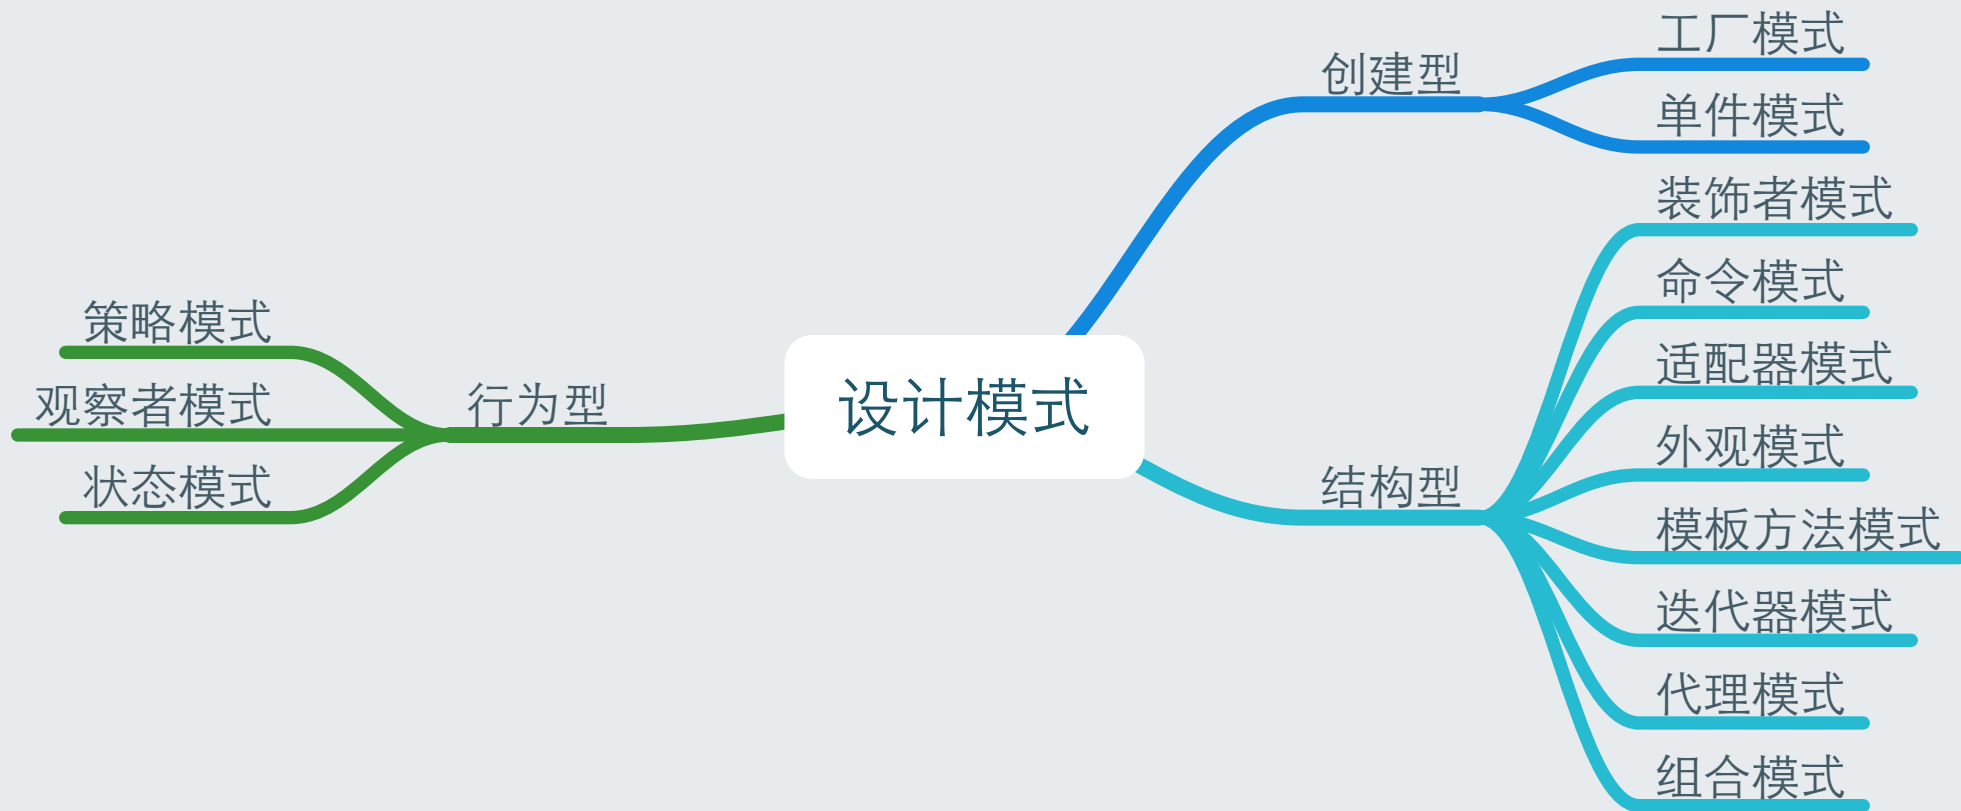 设计模式
创建型
工厂模式
单件模式
结构型
装饰者模式
命令模式
适配器模式
外观模式
模板方法模式
迭代器模式
代理模式
组合模式
行为型
策略模式
观察者模式
状态模式